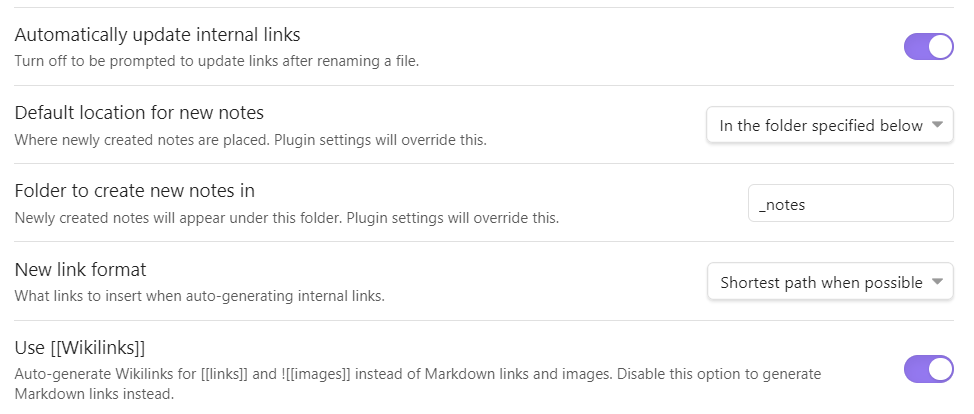 Automatically update internal links
Turn off to be prompted to update links after renaming a file.
Default location for new notes
Where newly created notes are placed. Plugin settings will override this.
In the folder specified below
Folder to create new notes in
Newly created notes will appear under this folder. Plugin settings will override this.
_notes
New link format
What links to insert when auto-generating internal links.
Shortest path when possible
Use [[Wikilinks]]
Auto-generate Wikilinks for [[links]] and ![[images]] instead of Markdown links and images. Disable this option to generate
Markdown links instead.